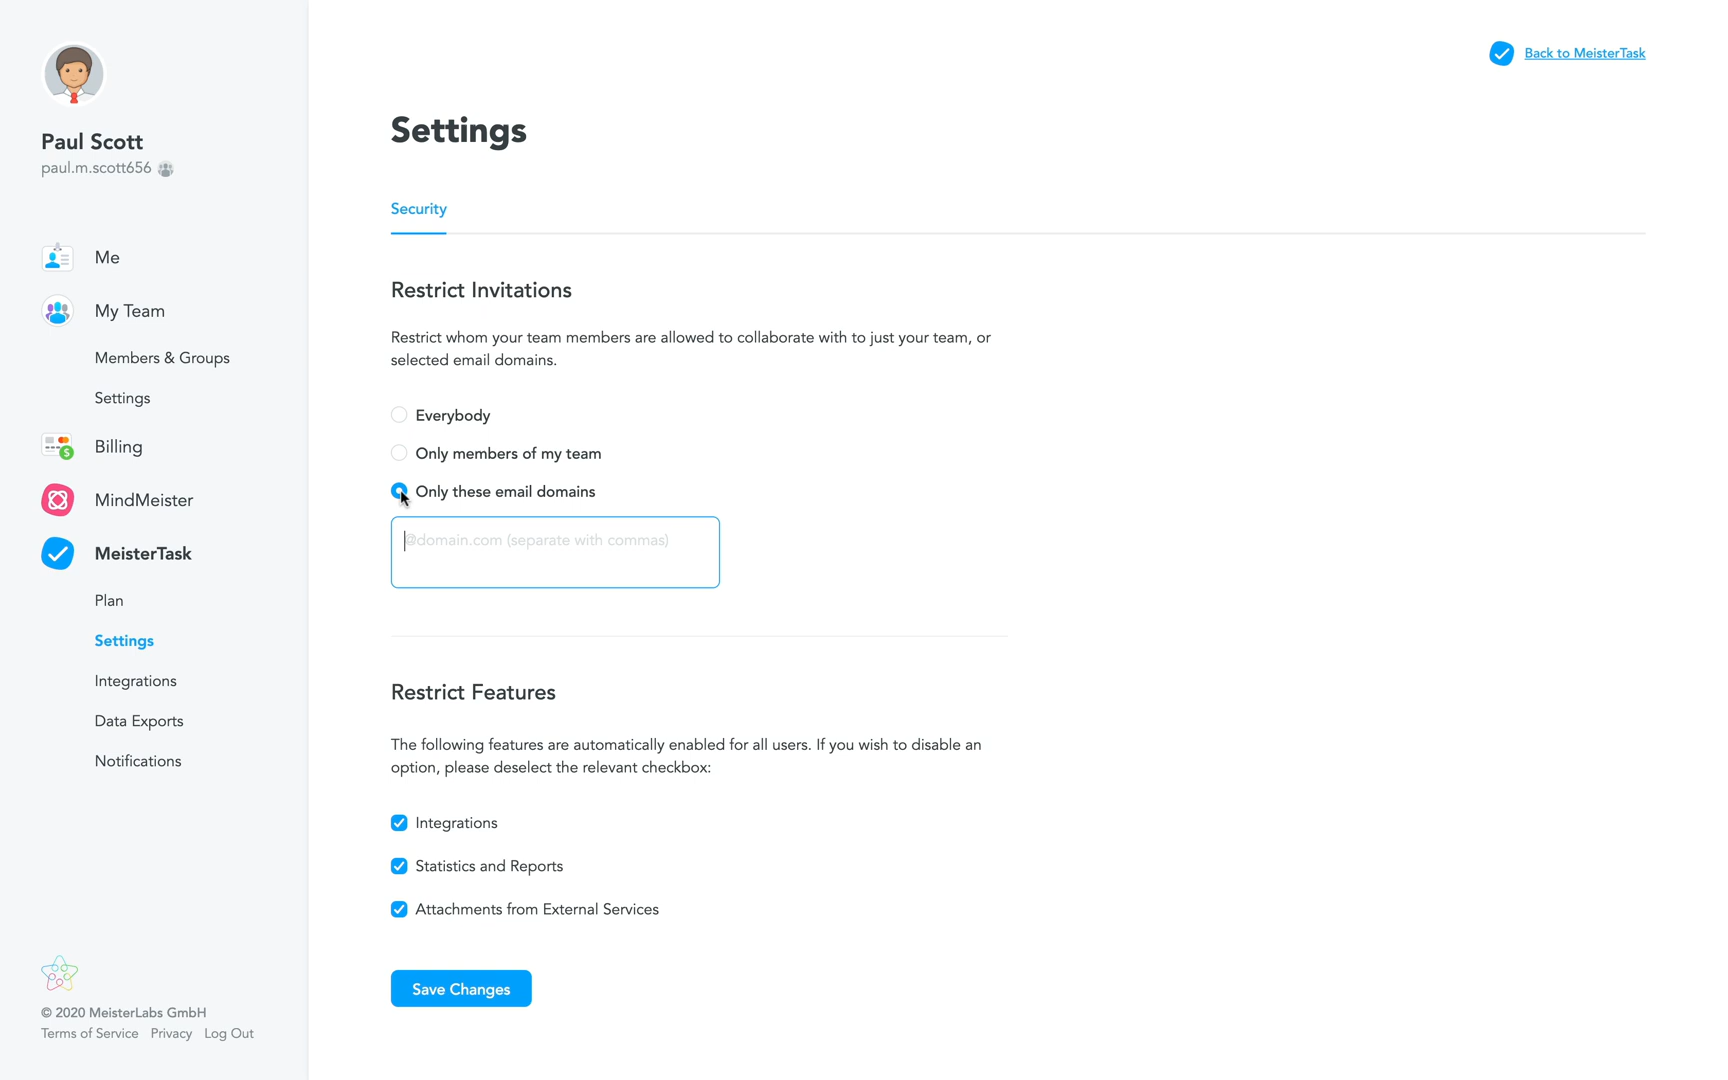 Paul Scott
paul.m.scott656
Me
My Team
Members & Groups
Settings
Billing
MindMeister
MeisterTask
Plan
Settings
Integrations
Data Exports
Notifications
© 2020 MeisterLabs GmbH
Terms of Service Privacy Log Out
Back to MeisterTask
Settings
Security
Restrict Invitations
Restrict whom your team members are allowed to collaborate with to just your team, or
selected email domains.
Everybody
Only members of my team
Only these email domains
@domain.com (separate with commas)
Restrict Features
The following features are automatically enabled for all users. If you wish to disable an
option, please deselect the relevant checkbox:
Integrations
Statistics and Reports
Attachments from External Services
Save Changes